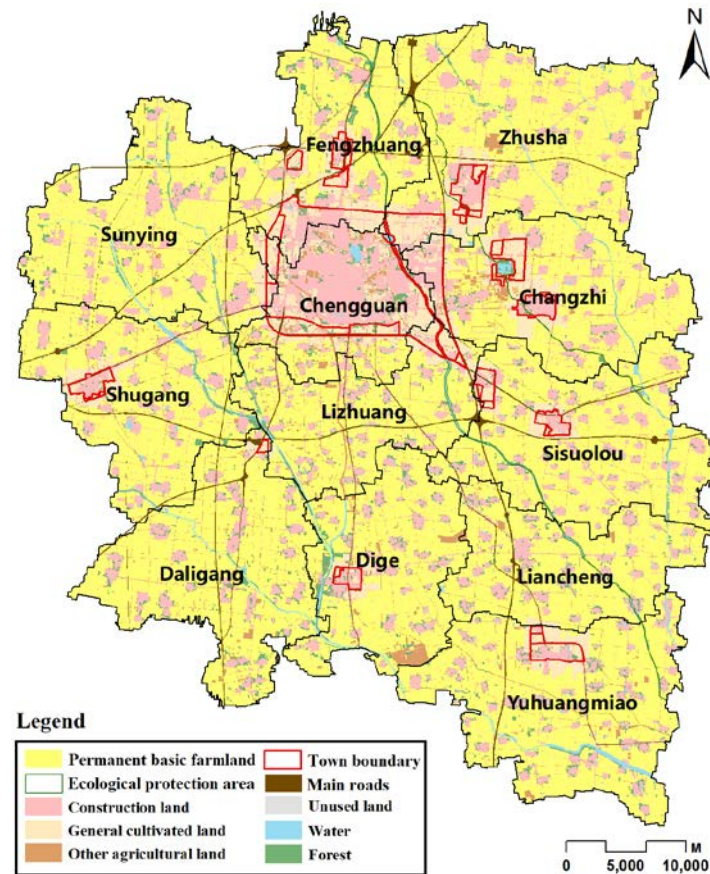 N
Fengzhuang
Zhusha
Sunying
Chengguan
Changzhi
Shugang
Lizhuang
Sisuolou
Daligang
Dige
Liancheng
Yuhuangmiao
Legend
Permanent basic farmland
Town boundary
Ecological protection area
Main roads
Construction land
Unused land
General cultivated land
Water
Other agricultural land
Forest
M
0 5,000 10,000